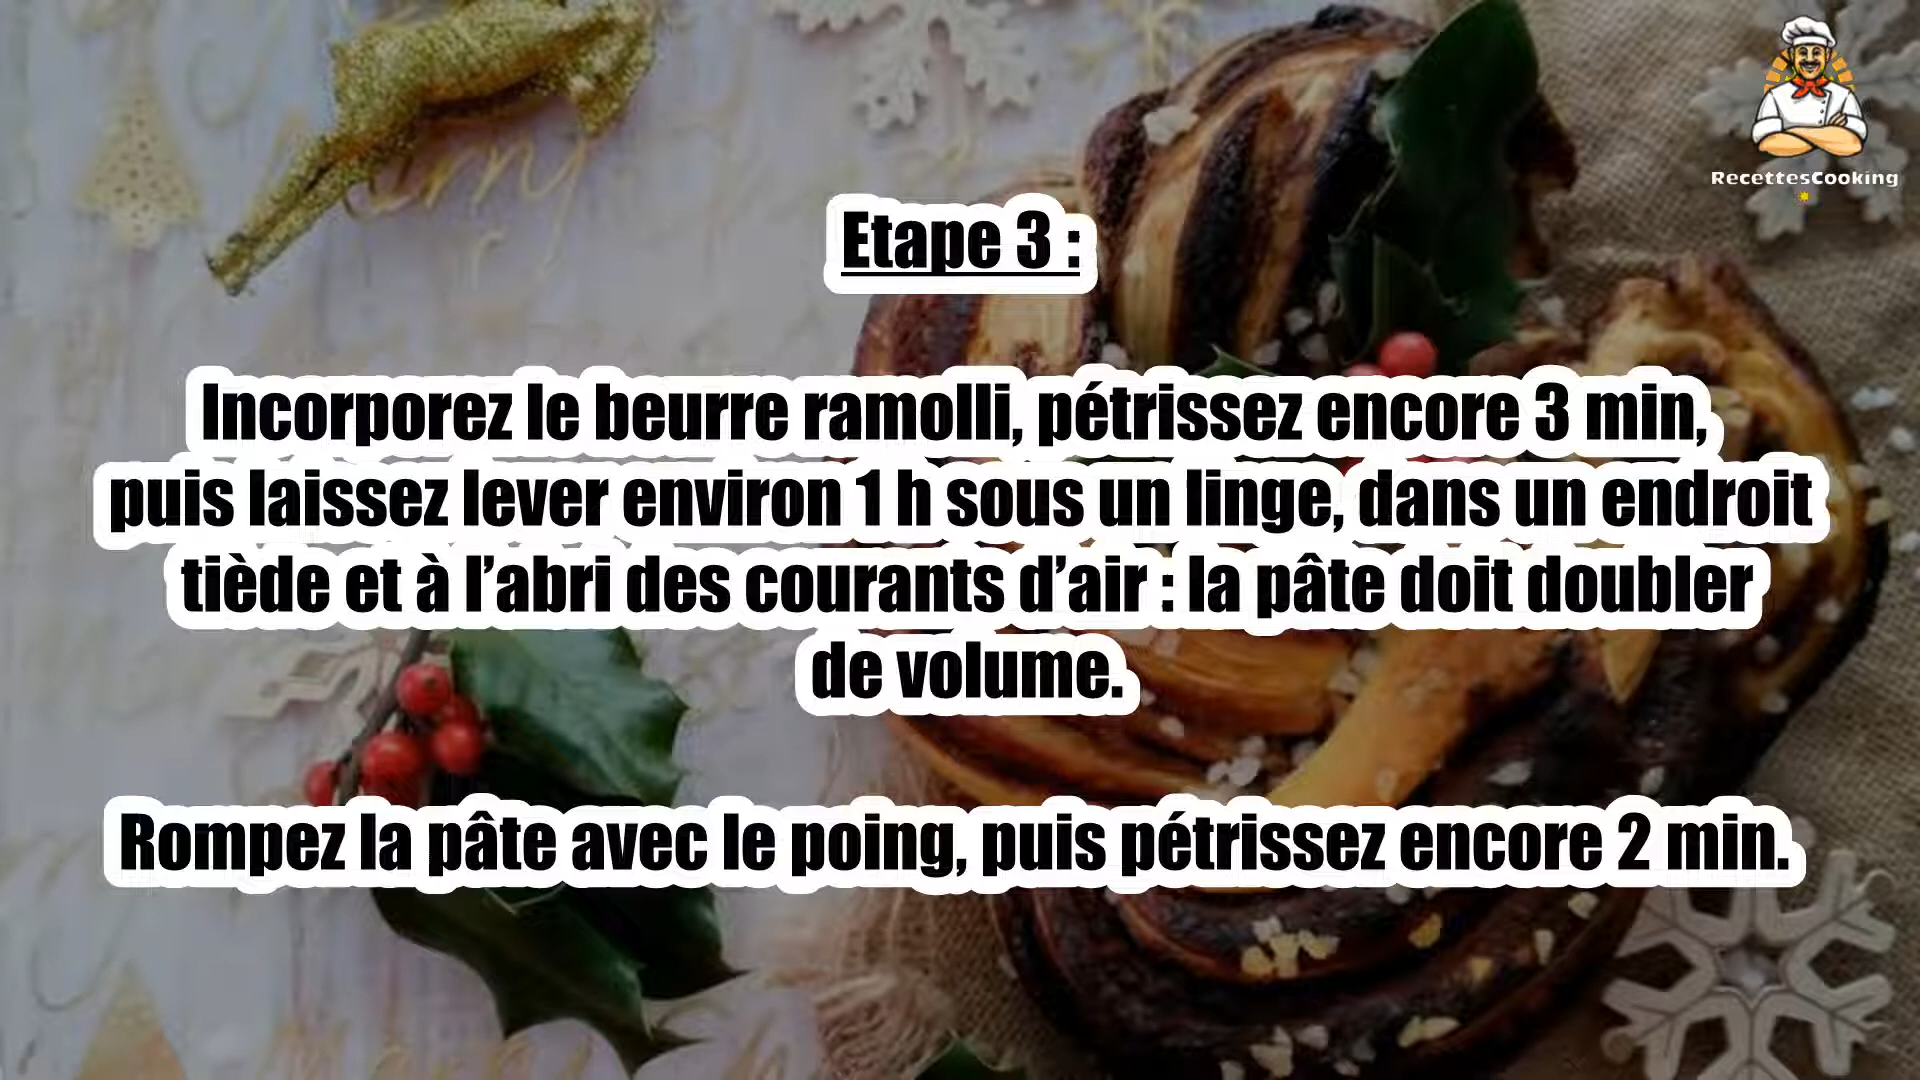 RecettesCooking
Etape 3 :
Incorporez le beurre ramolli, pétrissez encore 3 min,
puis laissez lever environ 1 h sous un linge, dans un endroit
tiède et à l’abri des courants d’air : la pâte doit doubler
de volume.
Rompez la pâte avec le poing, puis pétrissez encore 2 min.